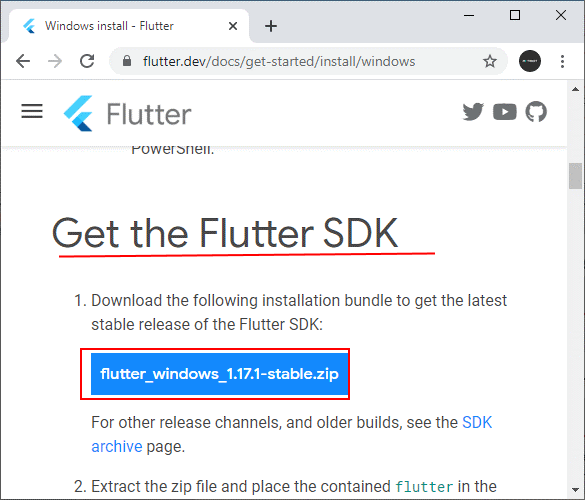 Windows install - Flutter
flutter.dev/docs/get-started/install/windows
Flutter
PowerShell.
Get the Flutter SDK
1. Download the following installation bundle to get the latest
stable release of the Flutter SDK:
flutter_windows_1.17.1-stable.zip
For other release channels, and older builds, see the SDK
archive page.
2. Extract the zip file and place the contained flutter in the